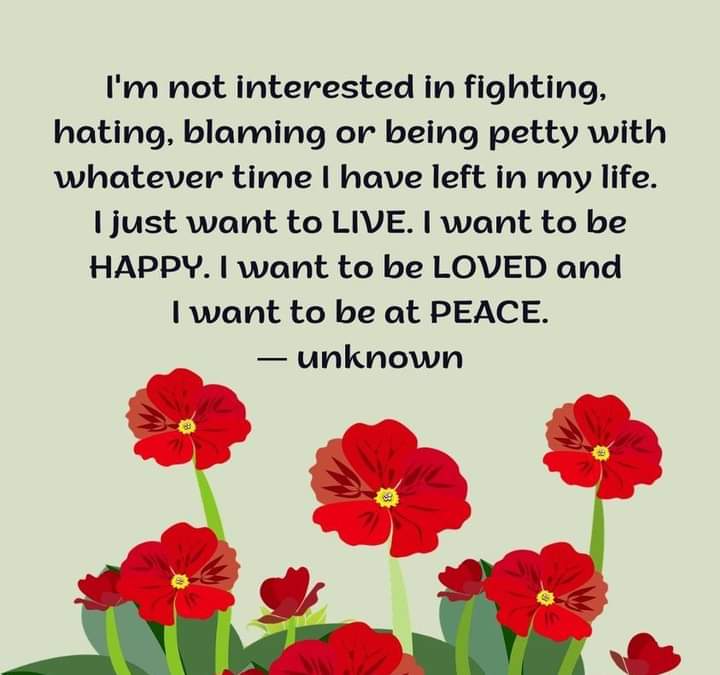 I'm not interested in fighting,
hating, blaming or being petty with
whatever time I have left in my life.
I just want to LIVE. I want to be
HAPPY. I want to be LOVED and
I want to be at PEACE.
— unknown